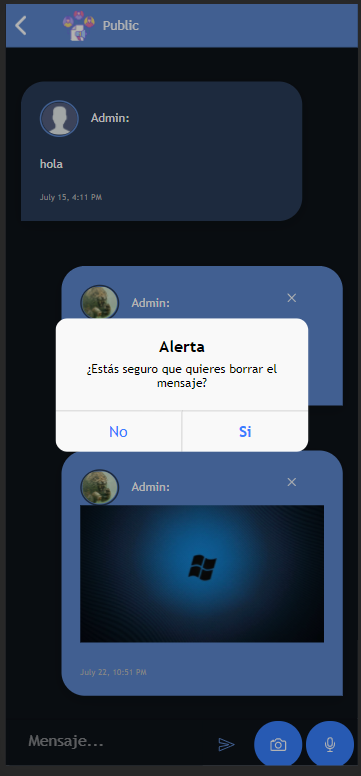 Public
Admin:
hola
July 15, 4:11 PM
Admin:
Alerta
¿Estás seguro que quieres borrar el
mensaje?
No
Si
Admin:
July 22, 10:51 PM
Mensaje...